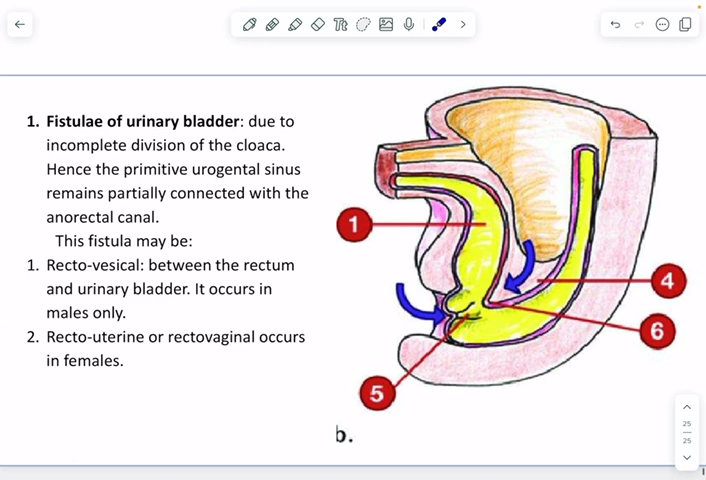 Tt
1. Fistulae of urinary bladder: due to
incomplete division of the cloaca.
Hence the primitive urogental sinus
remains partially connected with the
anorectal canal.
This fistula may be:
1. Recto-vesical: between the rectum
and urinary bladder. It occurs in
males only.
2. Recto-uterine or rectovaginal occurs
in females.
1
4
6
5
b.
25
25